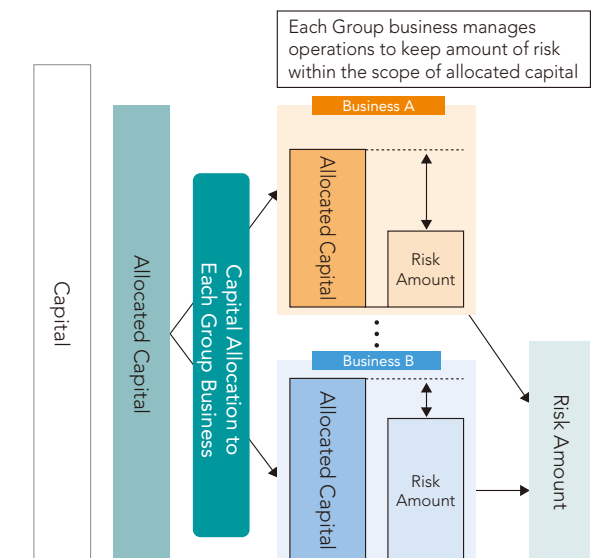 Each Group business manages
operations to keep amount of risk
within the scope of allocated capital
Capital
Allocated Capital
Capital Allocation to
Each Group Business
Business A
Allocated Capital
Risk
Amount
Business B
Allocated Capital
Risk
Amount
Risk Amount